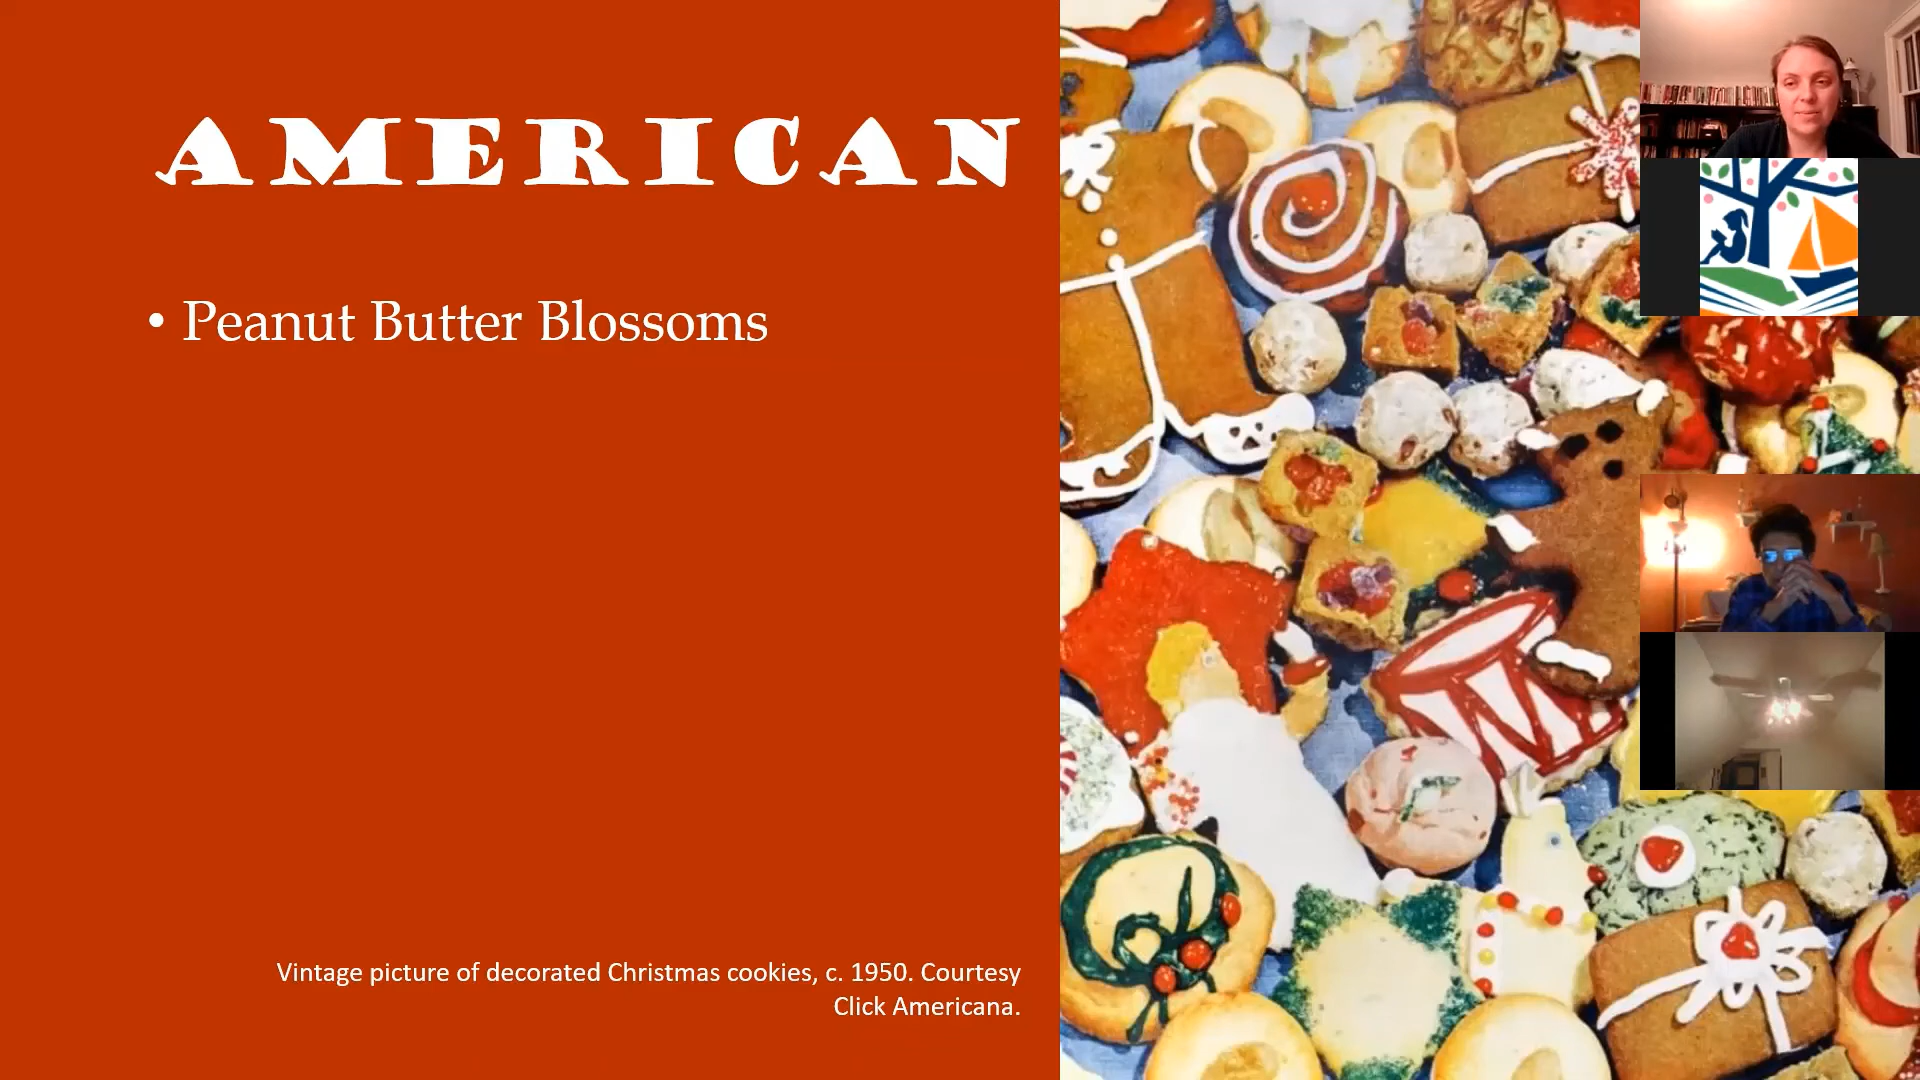 AMERICAN
• Peanut Butter Blossoms
Vintage picture of decorated Christmas cookies, c. 1950. Courtesy
Click Americana.